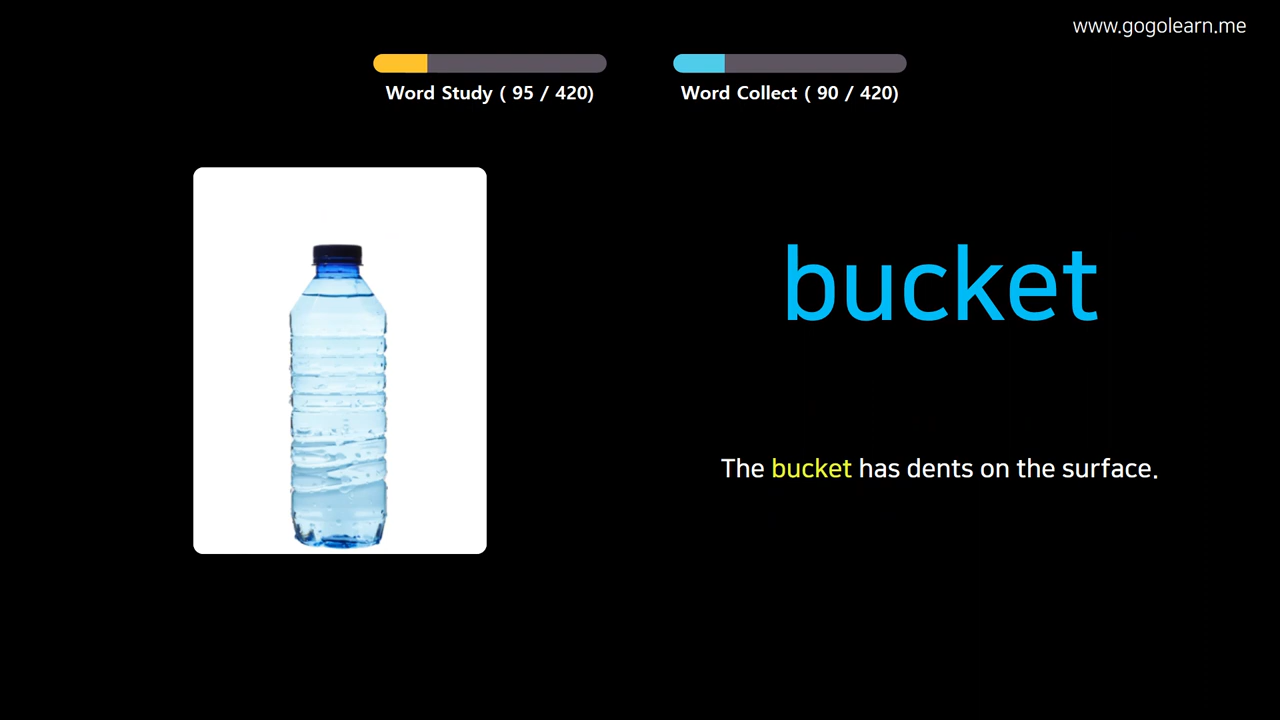 www.gogolearn.me
Word Study ( 95 / 420)
Word Collect ( 90 / 420)
bucket
The bucket has dents on the surface.